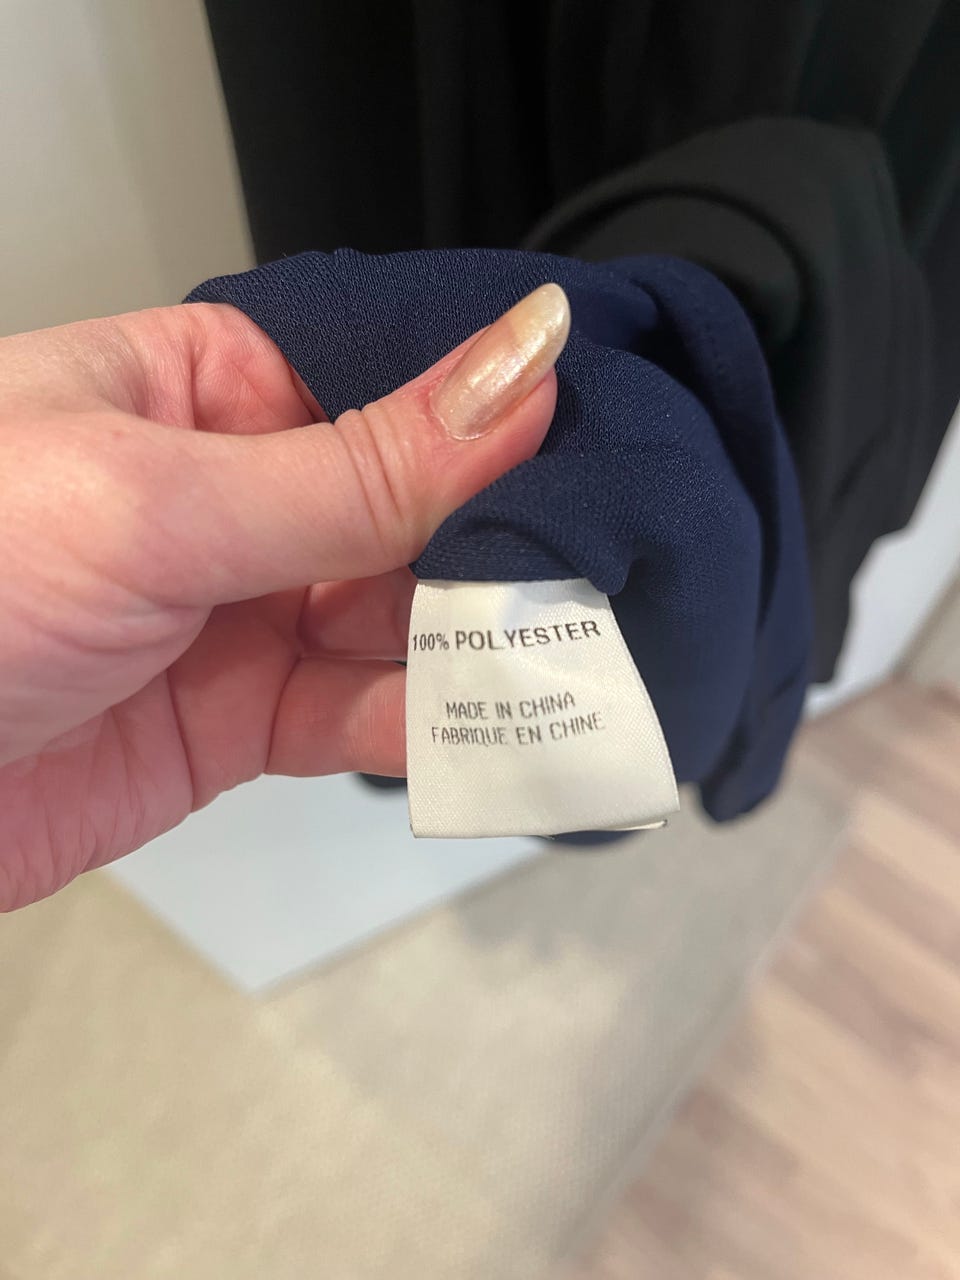 100% POLYESTER
MADE IN CHINA
FABRIQUE EN CHINE